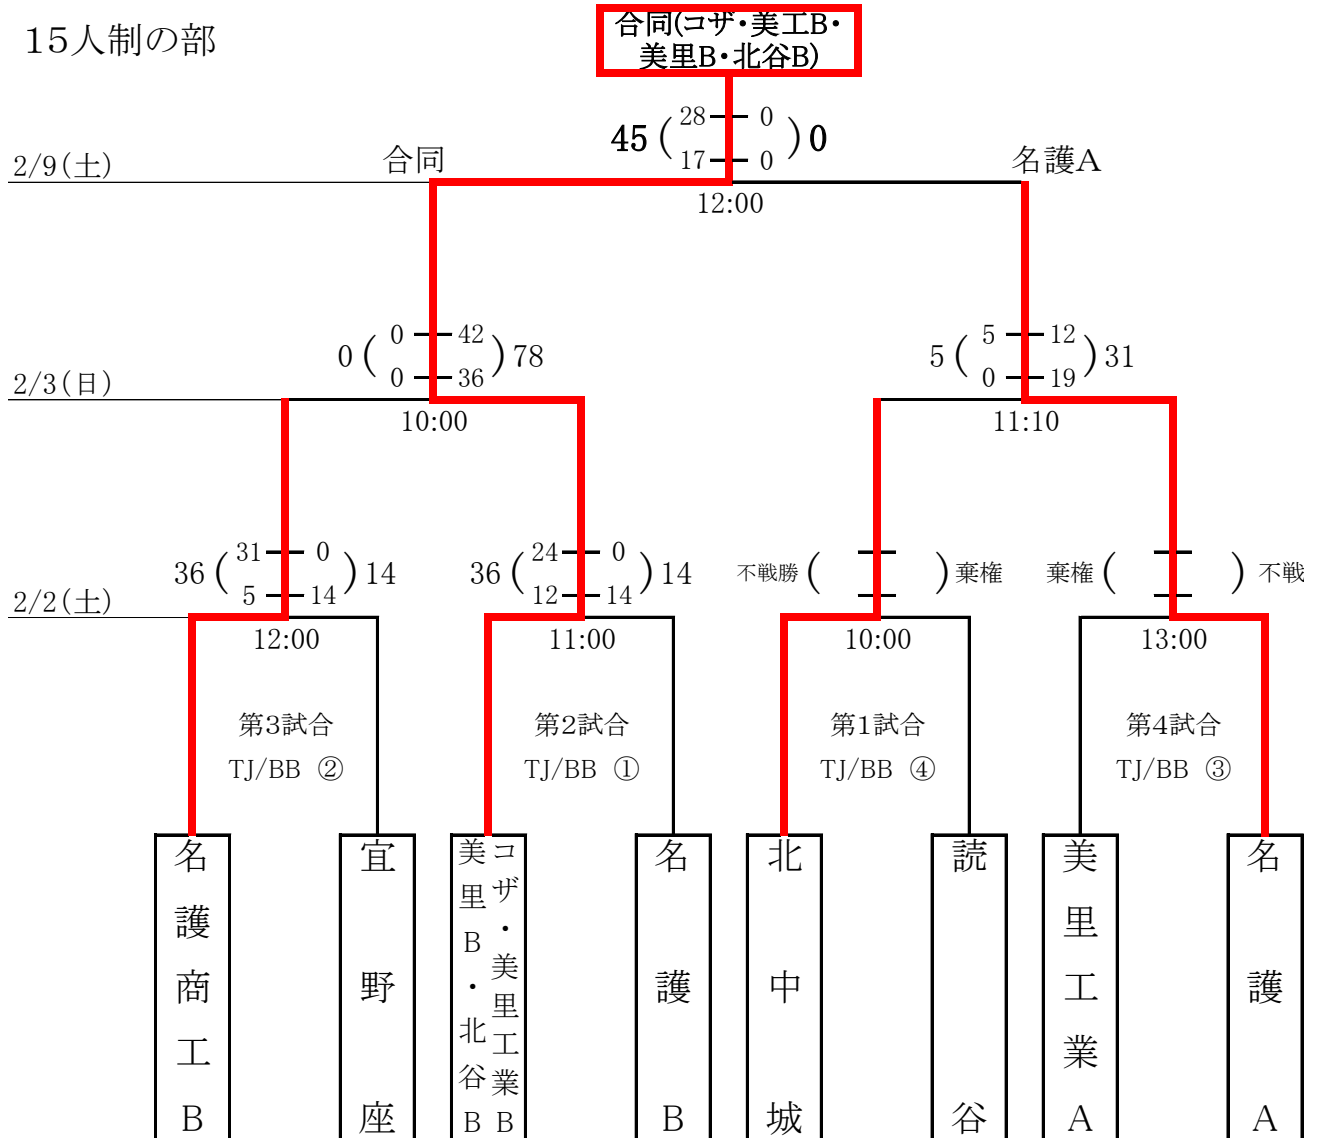 15人制の部
合同(コザ・美工B・
美里B・北谷B)
45 ( 28 0 ) 0
17 0
2/9(土)
合同
名護A
12:00
0 ( 0 42 ) 78
0 36
5 ( 5 12 ) 31
0 19
2/3(日)
10:00
11:10
36 ( 31 0 ) 14
5 14
36 ( 24 0 ) 14
12 14
不戦勝 ( ) 棄権
棄権 ( ) 不戦
2/2(土)
12:00
11:00
10:00
13:00
第3試合
第2試合
第1試合
第4試合
TJ/BB ②
TJ/BB ①
TJ/BB ④
TJ/BB ③
名護商工B
宜野座
コザ・美里工業B
美里B・北谷B
名護B
北中城
読谷
美里工業A
名護A